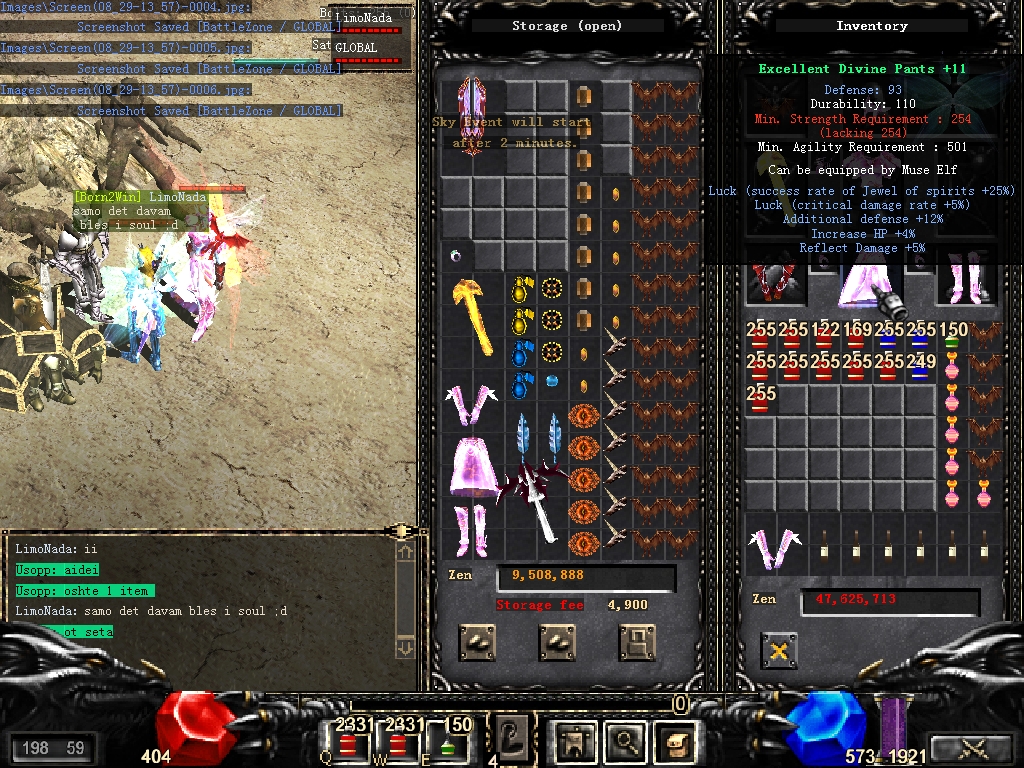 Images\Screen(08_29-13_57)-0004.jpg:
Screenshot Saved [BattleZone / GLOBAL]
Images\Screen(08_29-13_57)-0005.jpg:
Screenshot Saved [BattleZone / GLOBAL]
Images\Screen(08_29-13_57)-0006.jpg:
Screenshot Saved [BattleZone / GLOBAL]
LimoNada
GLOBAL
[Born2Win] LimoNada
samo det davam
bles i soul ;d
LimoNada: ii
Usopp: aidei
Usopp: oshte 1 item
LimoNada: samo det davam bles i soul ;d
ot seta
Storage (open)
Sky Event will start
after 2 minutes.
Zen
9,508,888
Storage fee
4,900
Inventory
Excellent Divine Pants +11
Defense: 93
Durability: 110
Min. Strength Requirement : 254
(lacking 254)
Min. Agility Requirement : 501
Can be equipped by Muse Elf
Luck (success rate of Jewel of spirits +25%)
Luck (critical damage rate +5%)
Additional defense +12%
Increase HP +4%
Reflect Damage +5%
255 255 122 169 255 255 150
255 255 255 255 255 249
255
Zen
47,625,713
198 59
404
2331 2331 150
Q W E
4
0
573 1921